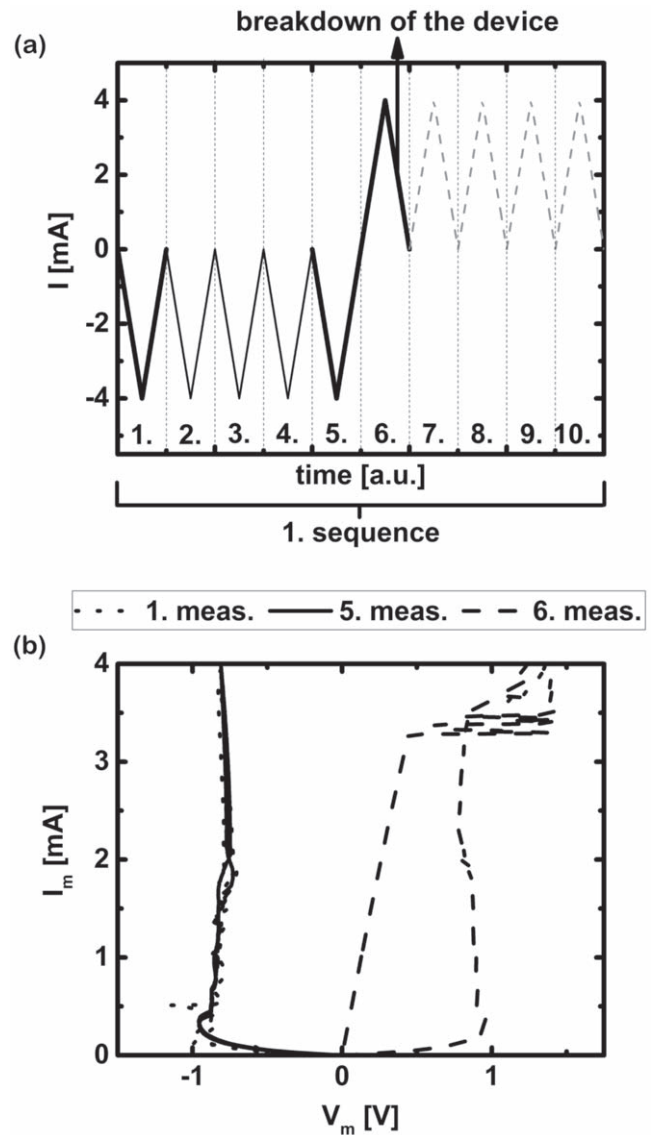 breakdown of the device
(a)
4
2
0
-2
-4
I [mA]
1. 2. 3. 4. 5. 6. 7. 8. 9. 10.
time [a.u.]
1. sequence
1. meas. 5. meas. 6. meas.
(b)
4
3
2
1
0
I_m [mA]
-1 0 1
V_m [V]